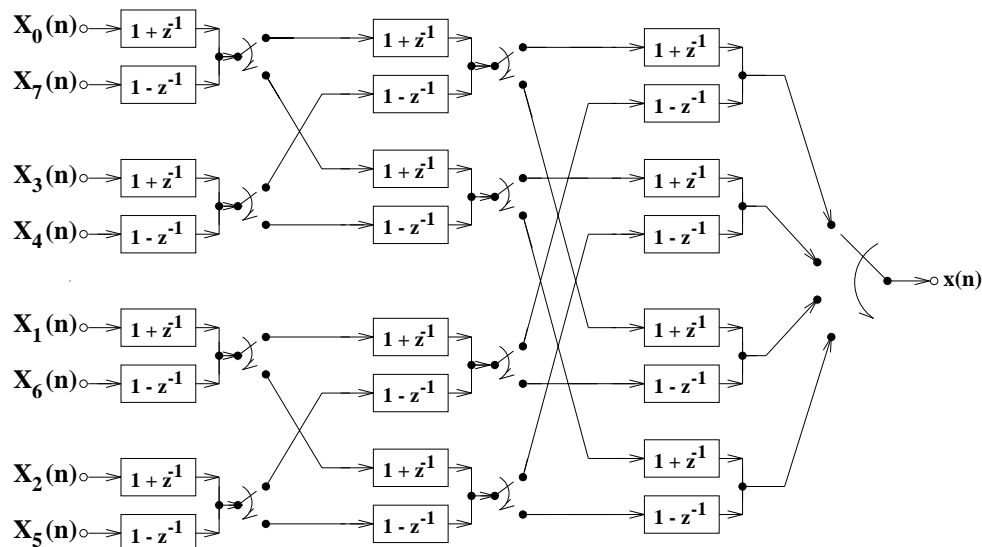 X₀(n) 1 + z⁻¹ 1 + z⁻¹ 1 + z⁻¹
X₇(n) 1 - z⁻¹ 1 - z⁻¹ 1 - z⁻¹
X₃(n) 1 + z⁻¹ 1 + z⁻¹ 1 + z⁻¹
X₄(n) 1 - z⁻¹ 1 - z⁻¹ 1 - z⁻¹
x(n)
X₁(n) 1 + z⁻¹ 1 + z⁻¹ 1 + z⁻¹
X₆(n) 1 - z⁻¹ 1 - z⁻¹ 1 - z⁻¹
X₂(n) 1 + z⁻¹ 1 + z⁻¹ 1 + z⁻¹
X₅(n) 1 - z⁻¹ 1 - z⁻¹ 1 - z⁻¹